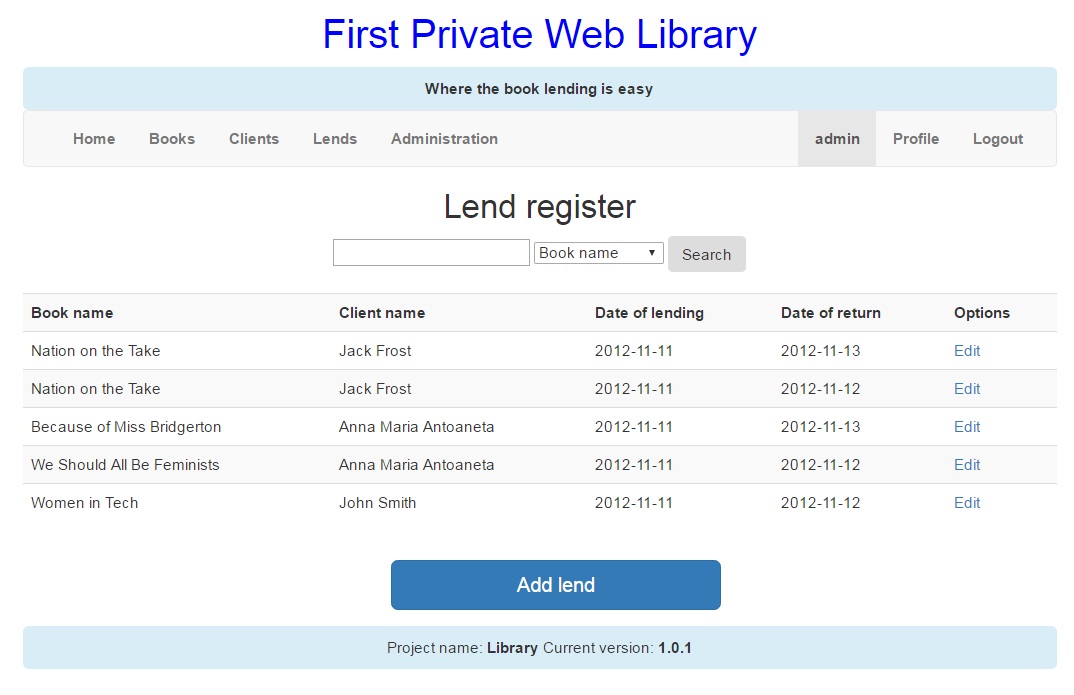 First Private Web Library
Where the book lending is easy
Home Books Clients Lends Administration admin Profile Logout
Lend register
Book name Search
Book name Client name Date of lending Date of return Options
Nation on the Take Jack Frost 2012-11-11 2012-11-13 Edit
Nation on the Take Jack Frost 2012-11-11 2012-11-12 Edit
Because of Miss Bridgerton Anna Maria Antoaneta 2012-11-11 2012-11-13 Edit
We Should All Be Feminists Anna Maria Antoaneta 2012-11-11 2012-11-12 Edit
Women in Tech John Smith 2012-11-11 2012-11-12 Edit
Add lend
Project name: Library Current version: 1.0.1